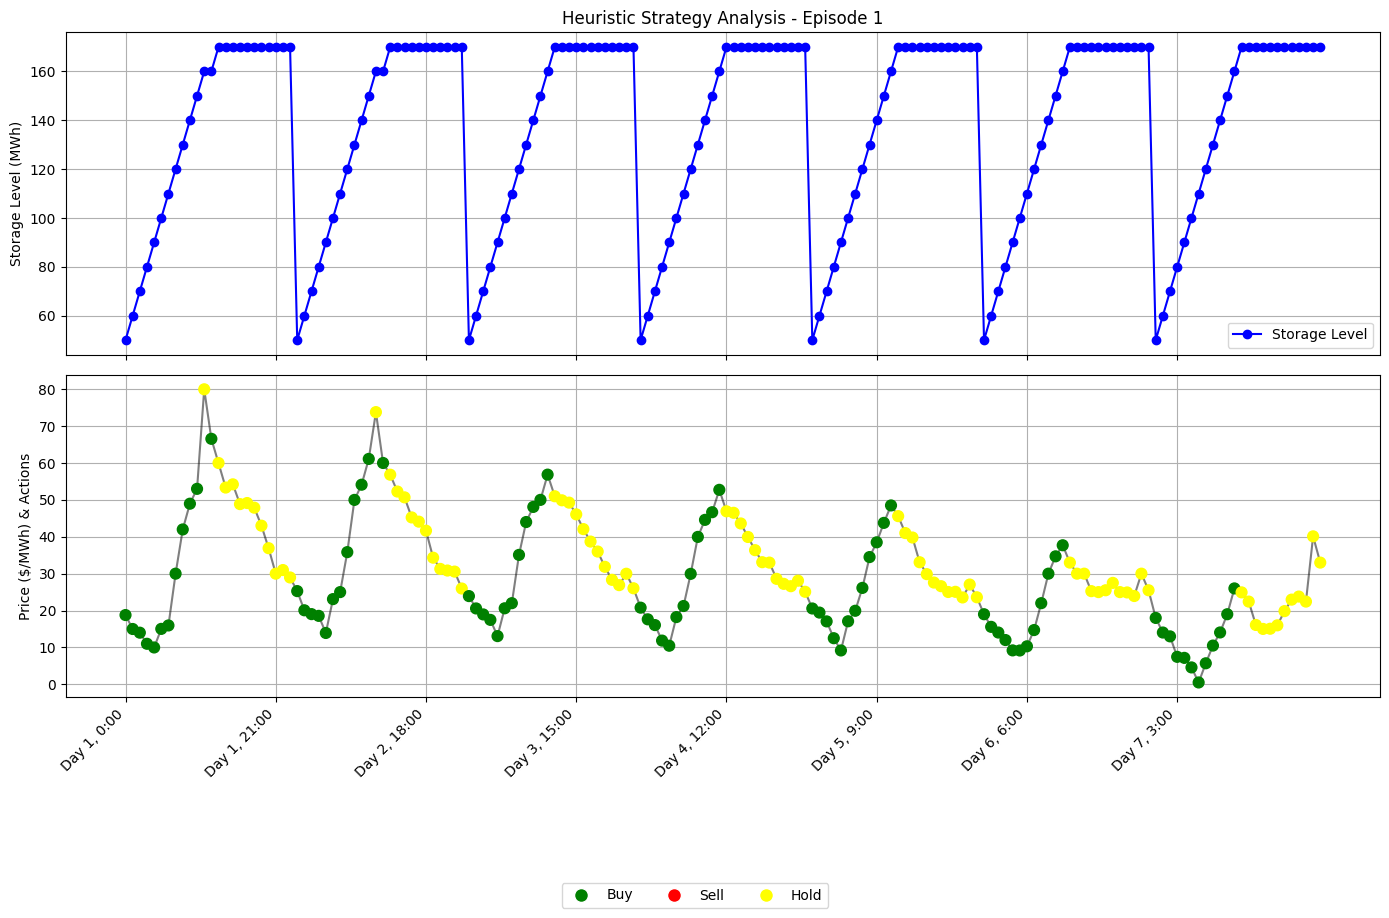 Heuristic Strategy Analysis - Episode 1
Storage Level (MWh)
160
140
120
100
80
60
Storage Level
Price ($/MWh) & Actions
80
70
60
50
40
30
20
10
0
Day 1, 0:00
Day 1, 21:00
Day 2, 18:00
Day 3, 15:00
Day 4, 12:00
Day 5, 9:00
Day 6, 6:00
Day 7, 3:00
Buy
Sell
Hold